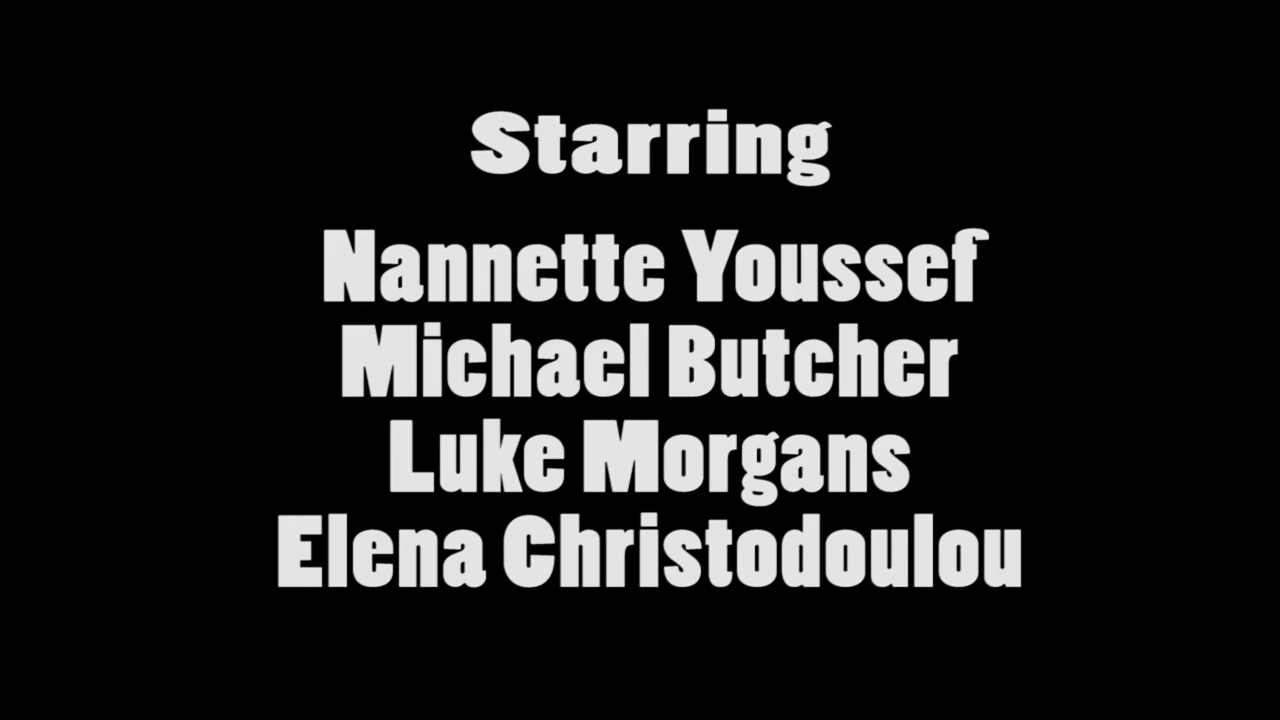 Starring
Nannette Youssef
Michael Butcher
Luke Morgans
Elena Christodoulou